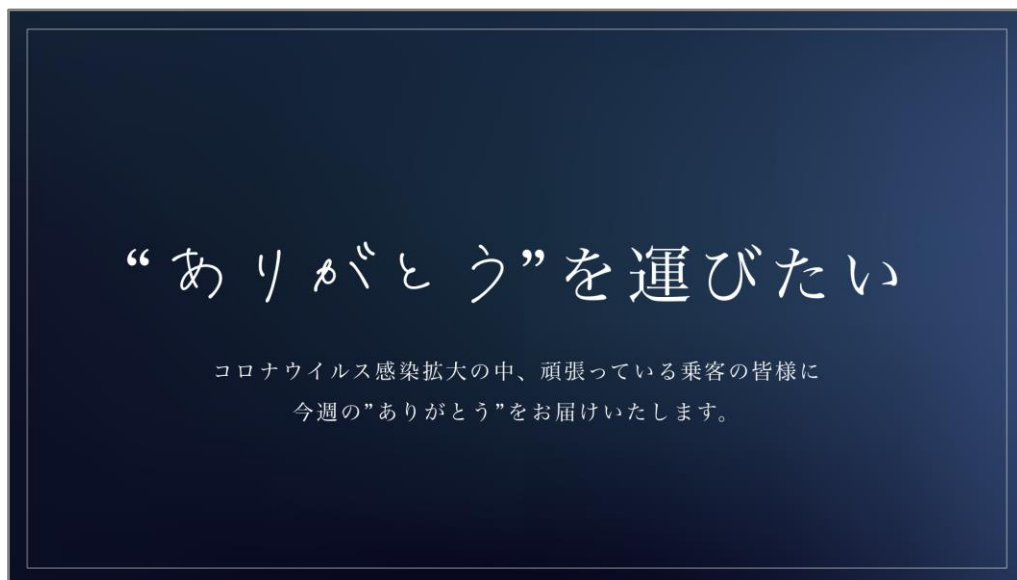 “ありがとう”を運びたい
コロナウイルス感染拡大の中、頑張っている乗客の皆様に
今週の”ありがとう”をお届けいたします。